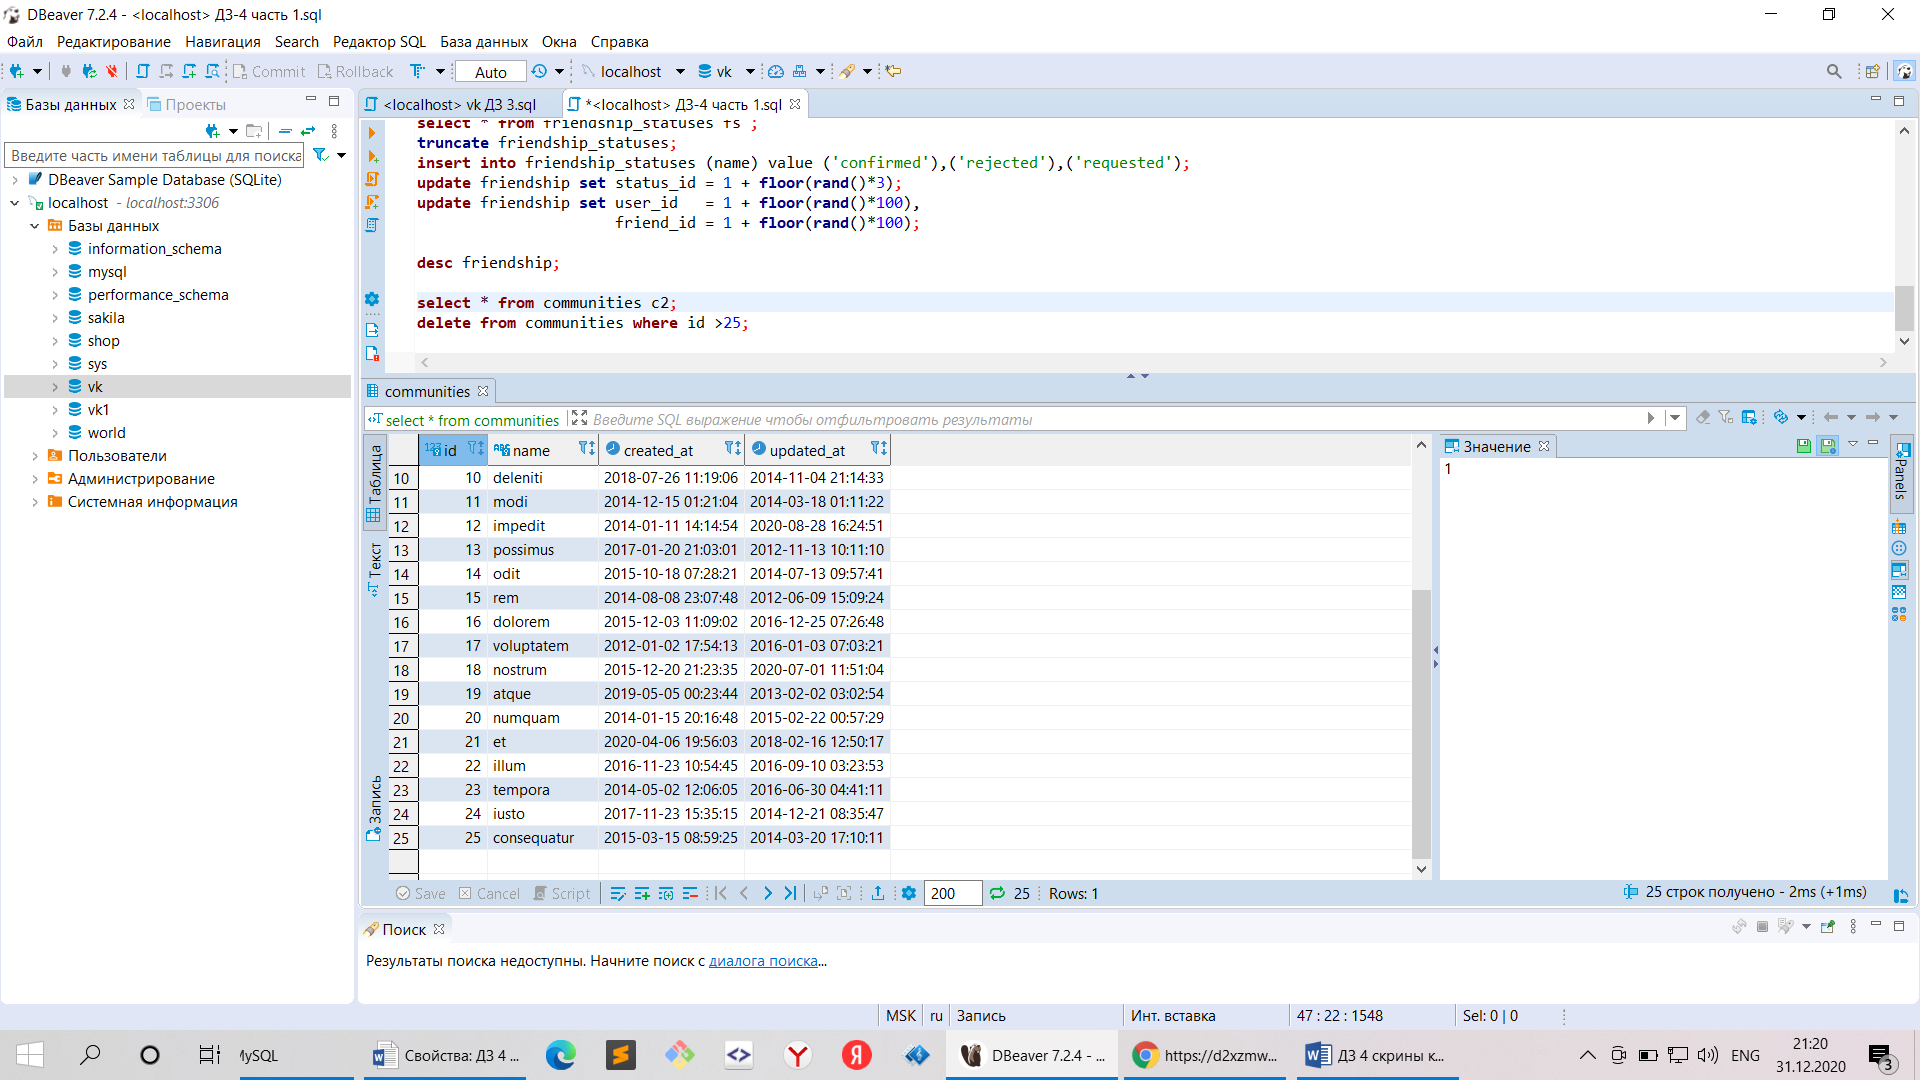 DBeaver 7.2.4 - <localhost> ДЗ-4 часть 1.sql
Файл Редактирование Навигация Search Редактор SQL База данных Окна Справка
Commit Rollback Auto localhost vk
Базы данных Проекты
<localhost> vk ДЗ 3.sql *<localhost> ДЗ-4 часть 1.sql
Введите часть имени таблицы для поиска
DBeaver Sample Database (SQLite)
localhost - localhost:3306
Базы данных
information_schema
mysql
performance_schema
sakila
shop
sys
vk
vk1
world
Пользователи
Администрирование
Системная информация
select * from friendship_statuses fs ;
truncate friendship_statuses;
insert into friendship_statuses (name) value ('confirmed'),('rejected'),('requested');
update friendship set status_id = 1 + floor(rand()*3);
update friendship set user_id = 1 + floor(rand()*100),
friend_id = 1 + floor(rand()*100);
desc friendship;
select * from communities c2;
delete from communities where id >25;
communities
select * from communities Введите SQL выражение чтобы отфильтровать результаты
Таблица
Текст
Запись
123 id ABC name created_at updated_at
10 10 deleniti 2018-07-26 11:19:06 2014-11-04 21:14:33
11 11 modi 2014-12-15 01:21:04 2014-03-18 01:11:22
12 12 impedit 2014-01-11 14:14:54 2020-08-28 16:24:51
13 13 possimus 2017-01-20 21:03:01 2012-11-13 10:11:10
14 14 odit 2015-10-18 07:28:21 2014-07-13 09:57:41
15 15 rem 2014-08-08 23:07:48 2012-06-09 15:09:24
16 16 dolorem 2015-12-03 11:09:02 2016-12-25 07:26:48
17 17 voluptatem 2012-01-02 17:54:13 2016-01-03 07:03:21
18 18 nostrum 2015-12-20 21:23:35 2020-07-01 11:51:04
19 19 atque 2019-05-05 00:23:44 2013-02-02 03:02:54
20 20 numquam 2014-01-15 20:16:48 2015-02-22 00:57:29
21 21 et 2020-04-06 19:56:03 2018-02-16 12:50:17
22 22 illum 2016-11-23 10:54:45 2016-09-10 03:23:53
23 23 tempora 2014-05-02 12:06:05 2016-06-30 04:41:11
24 24 iusto 2017-11-23 15:35:15 2014-12-21 08:35:47
25 25 consequatur 2015-03-15 08:59:25 2014-03-20 17:10:11
Значение
1
Panels
Save Cancel Script 200 25 Rows: 1
25 строк получено - 2ms (+1ms)
Поиск
Результаты поиска недоступны. Начните поиск с диалога поиска...
MSK ru Запись Инт. вставка 47 : 22 : 1548 Sel: 0 | 0
MySQL Свойства: ДЗ 4 ... DBeaver 7.2.4 - ... https://d2xzmw... ДЗ 4 скрины к... ENG
21:20
31.12.2020
3